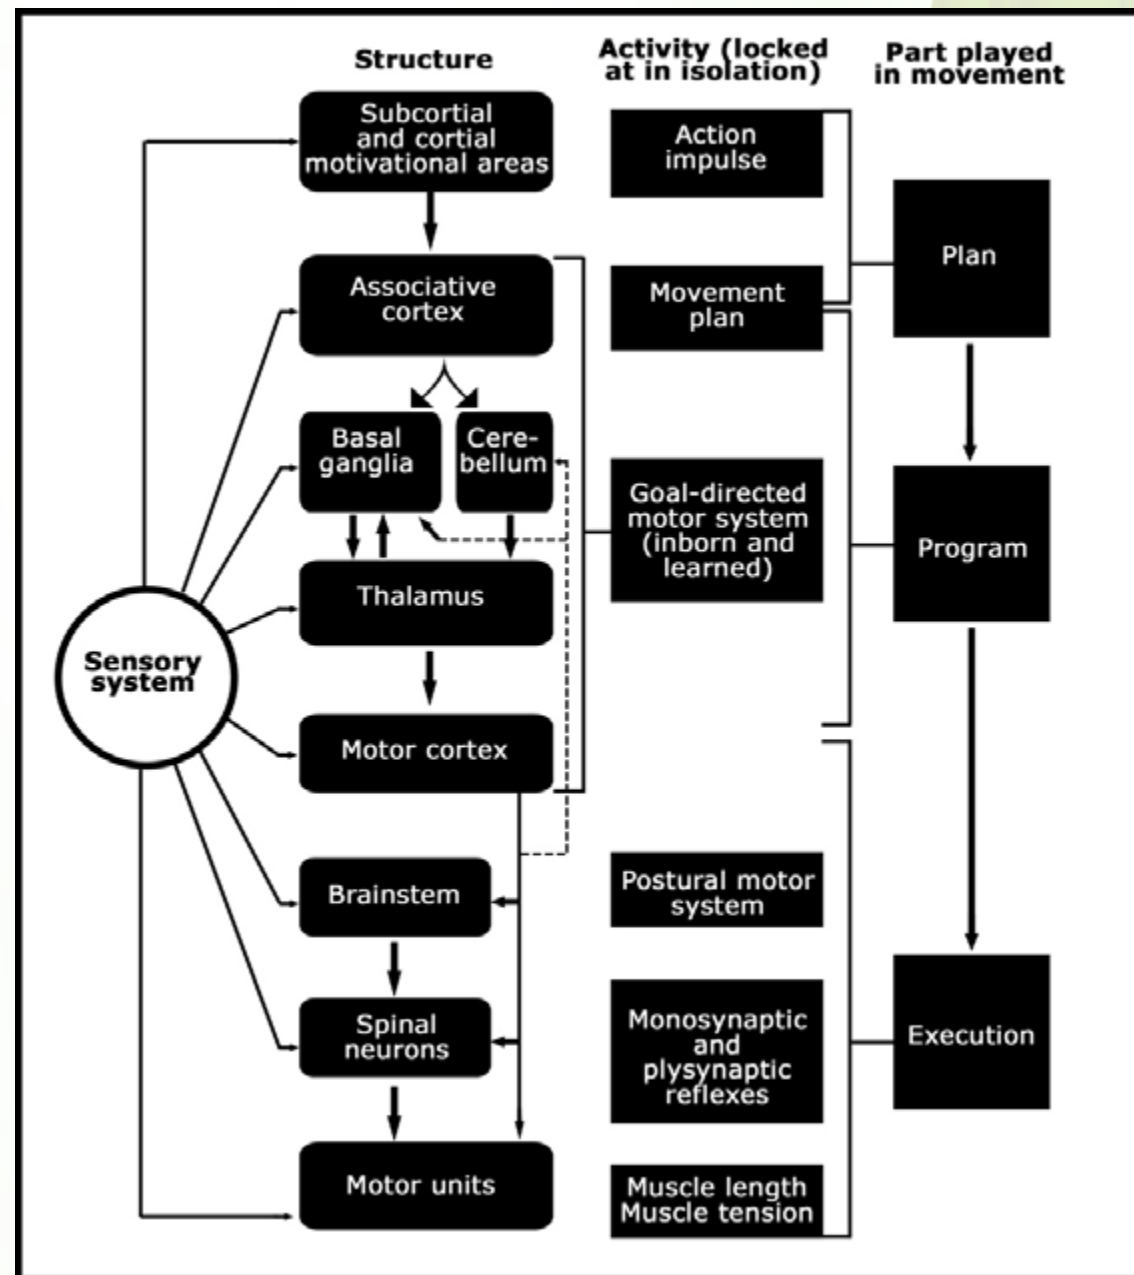 Structure
Activity (locked
at in isolation)
Part played
in movement
Subcortial
and cortial
motivational areas
Action
impulse
Plan
Associative
cortex
Movement
plan
Basal
ganglia
Cere-
bellum
Goal-directed
motor system
(inborn and
learned)
Program
Thalamus
Sensory
system
Motor cortex
Brainstem
Postural motor
system
Spinal
neurons
Monosynaptic
and
plysynaptic
reflexes
Execution
Motor units
Muscle length
Muscle tension